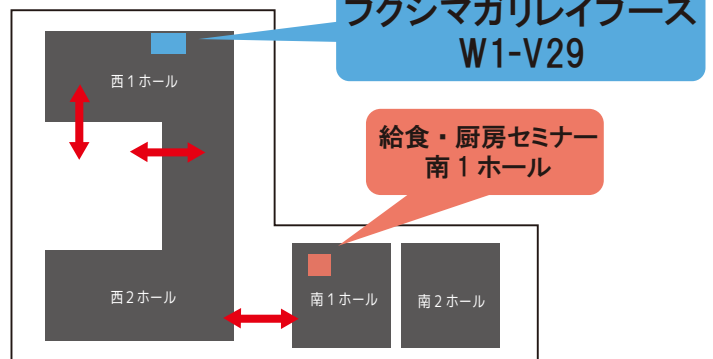 フクシマガリレイブース
W1-V29
西1ホール
給食・厨房セミナー
南1ホール
西2ホール
南1ホール
南2ホール